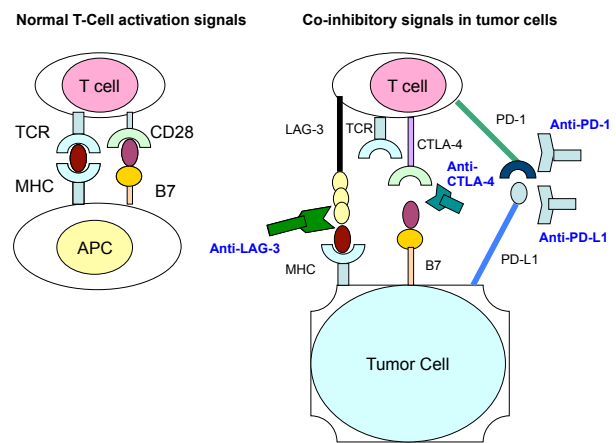 Normal T-Cell activation signals
T cell
TCR
CD28
MHC
B7
APC
Co-inhibitory signals in tumor cells
T cell
LAG-3
TCR
CTLA-4
PD-1
Anti-PD-1
Anti-
CTLA-4
Anti-LAG-3
Anti-PD-L1
MHC
B7
PD-L1
Tumor Cell